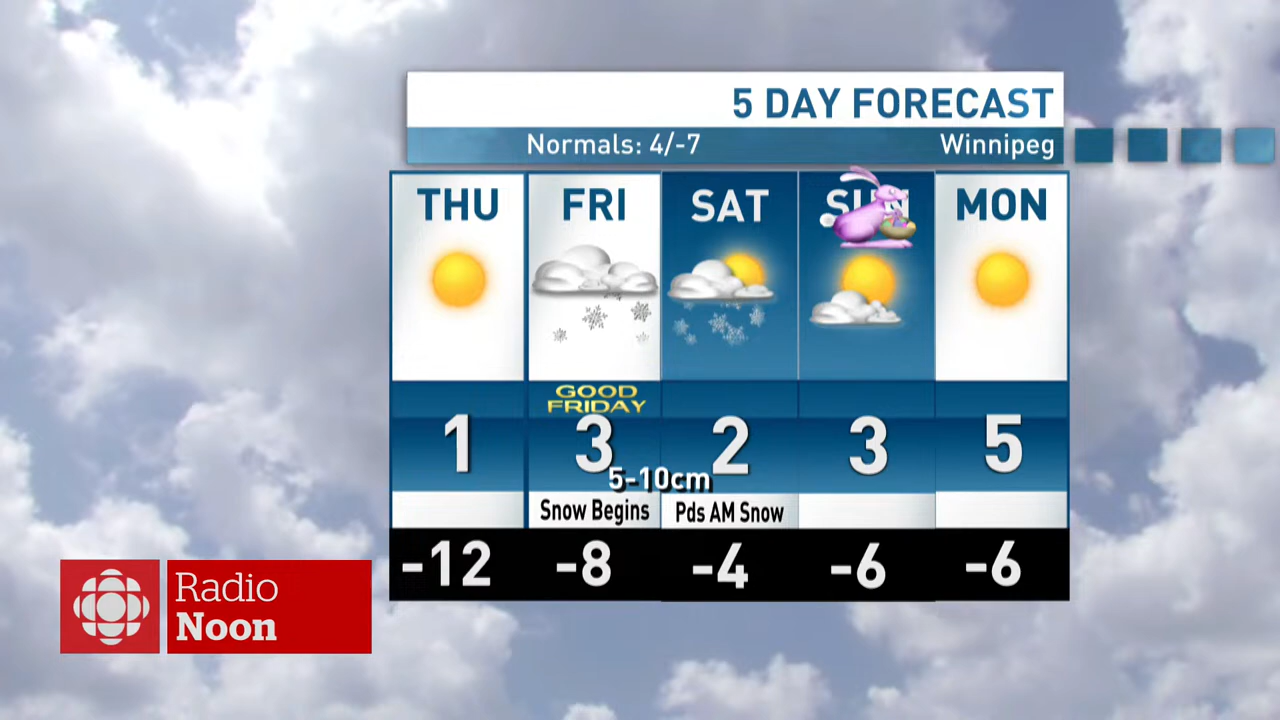 5 DAY FORECAST
Normals: 4/-7 Winnipeg
THU FRI SAT SUN MON
GOOD
FRIDAY
1 3 2 3 5
5-10cm
Snow Begins Pds AM Snow
-12 -8 -4 -6 -6
Radio
Noon